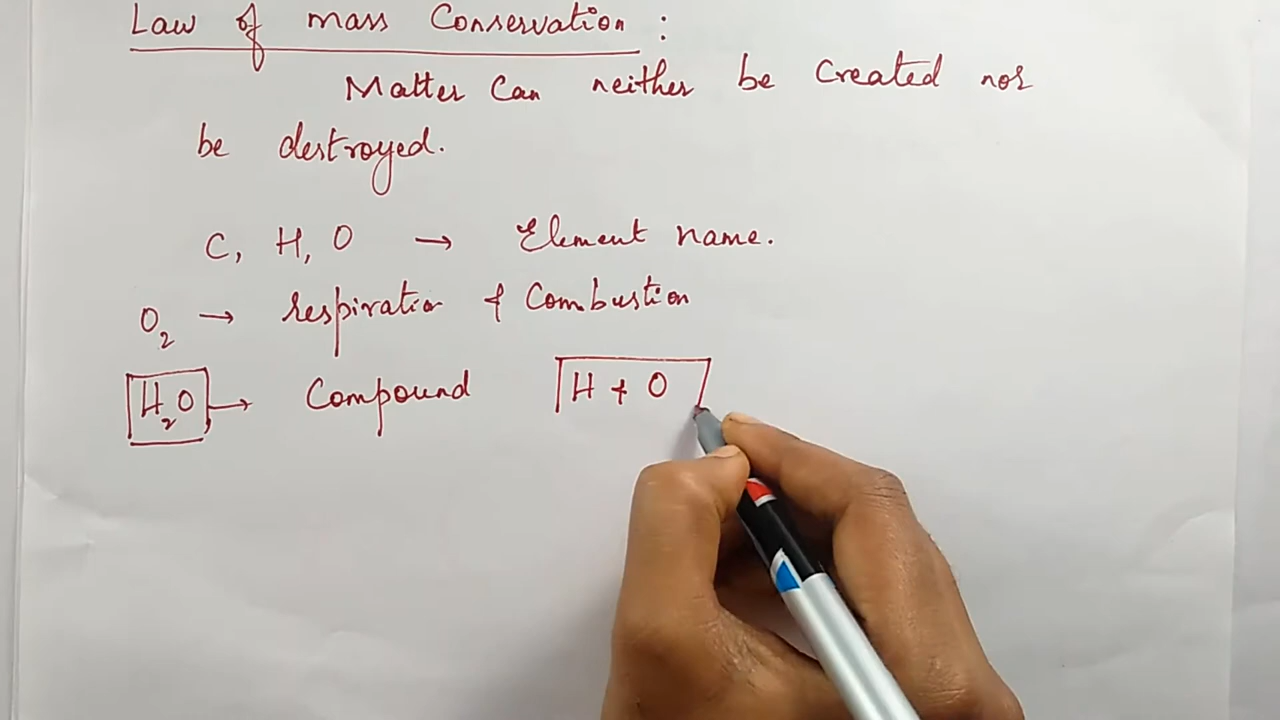 Law of mass Conservation :
Matter Can neither be Created nor
be destroyed.
C, H, O → Element name.
O₂ → respiration & Combustion
H₂O → Compound H + O